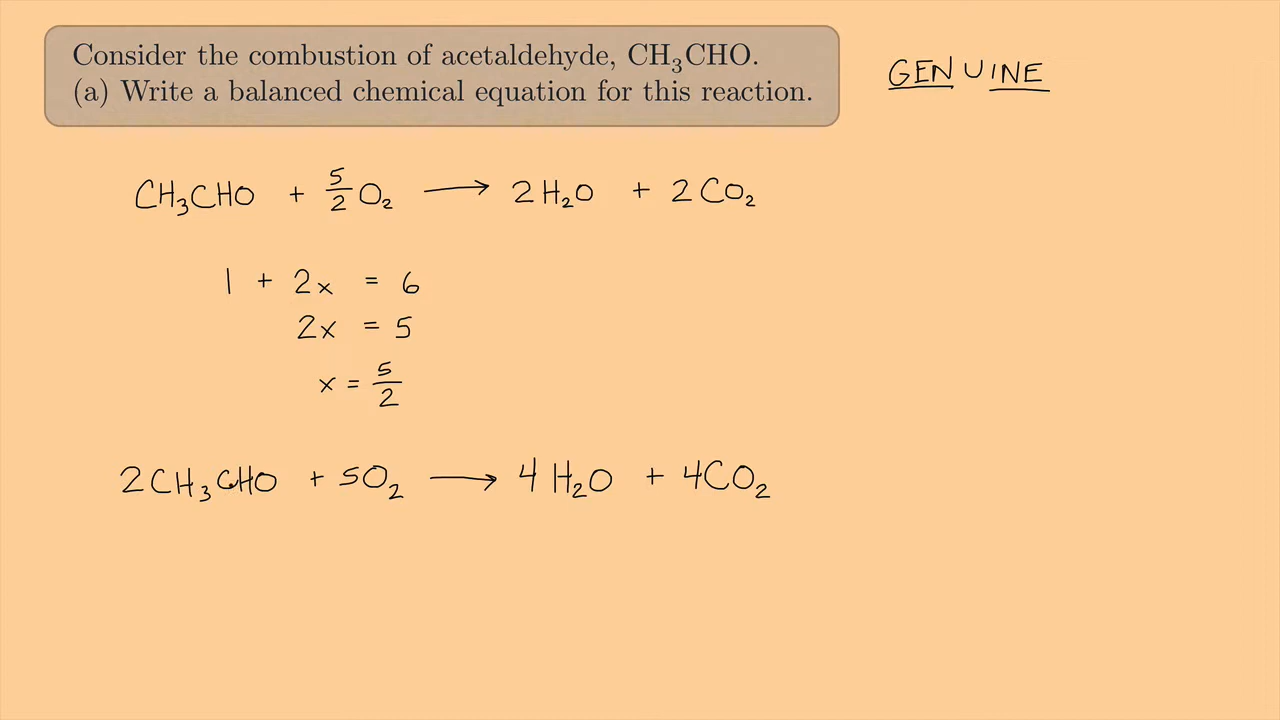 Consider the combustion of acetaldehyde, CH₃CHO.
(a) Write a balanced chemical equation for this reaction.
GENUINE
CH₃CHO + 5/2 O₂ ⟶ 2H₂O + 2CO₂
1 + 2x = 6
2x = 5
x = 5/2
2CH₃CHO + 5O₂ ⟶ 4H₂O + 4CO₂